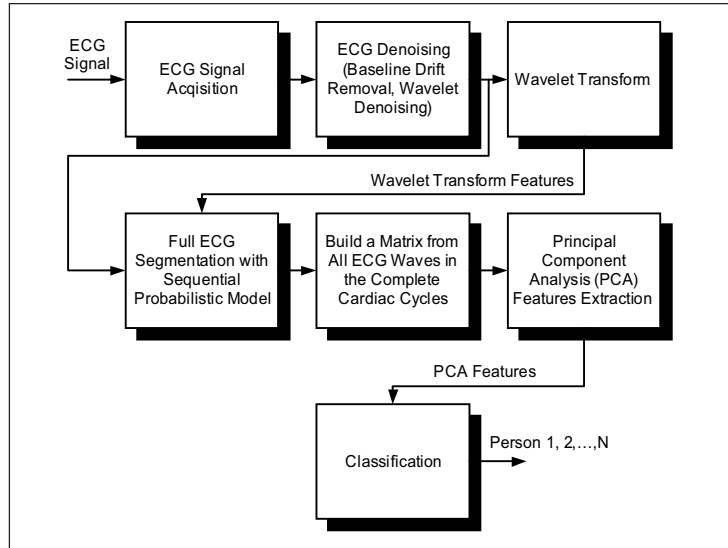 ECG
Signal
ECG Signal
Acqisition
ECG Denoising
(Baseline Drift
Removal, Wavelet
Denoising)
Wavelet Transform
Wavelet Transform Features
Full ECG
Segmentation with
Sequential
Probabilistic Model
Build a Matrix from
All ECG Waves in
the Complete
Cardiac Cycles
Principal
Component
Analysis (PCA)
Features Extraction
PCA Features
Classification
Person 1, 2,...,N